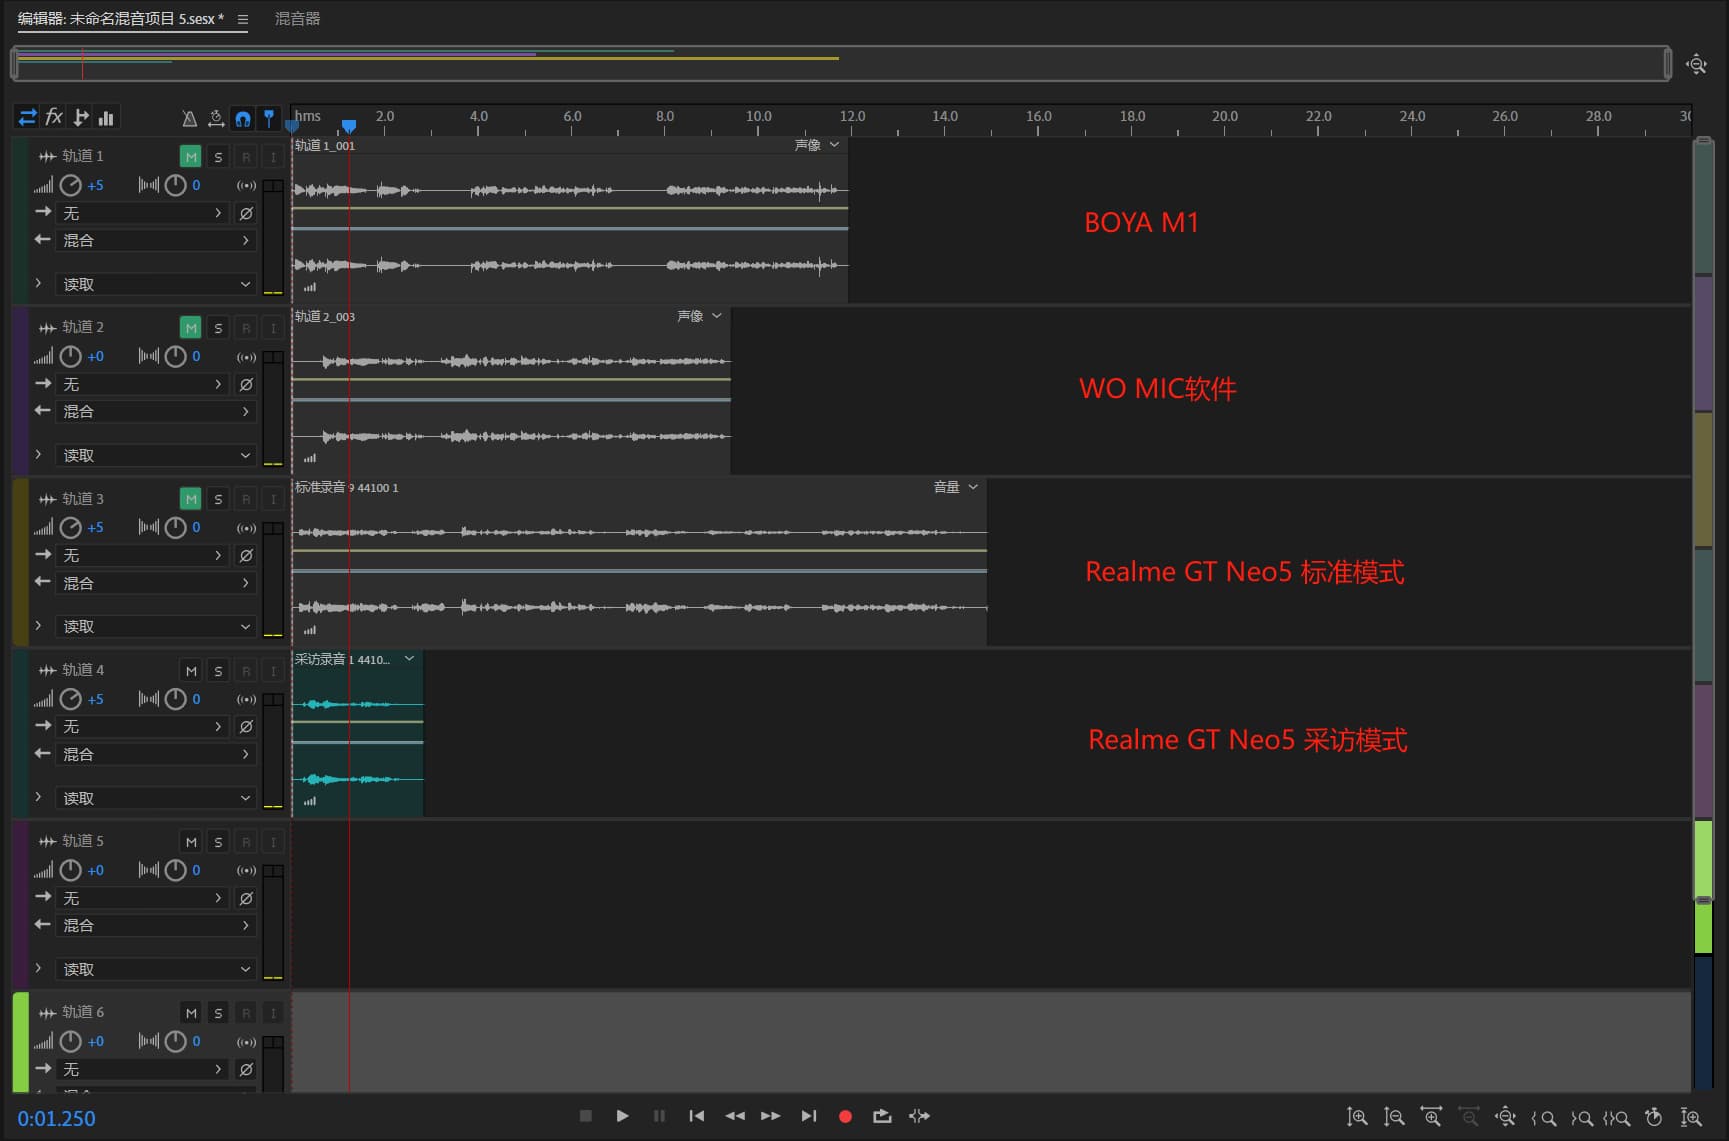 编辑器: 未命名混音项目 5.sesx * 混音器
hms 2.0 4.0 6.0 8.0 10.0 12.0 14.0 16.0 18.0 20.0 22.0 24.0 26.0 28.0 30
fx
轨道 1 M S R I
轨道 1_001 声像
+5 0
无
混合
读取
BOYA M1
轨道 2 M S R I
轨道 2_003 声像
+0 0
无
混合
读取
WO MIC软件
轨道 3 M S R I
标准录音 9 44100 1 音量
+5 0
无
混合
读取
Realme GT Neo5 标准模式
轨道 4 M S R I
采访录音 1 4410...
+5 0
无
混合
读取
Realme GT Neo5 采访模式
轨道 5 M S R I
+0 0
无
混合
读取
轨道 6 M S R I
+0 0
无
0:01.250